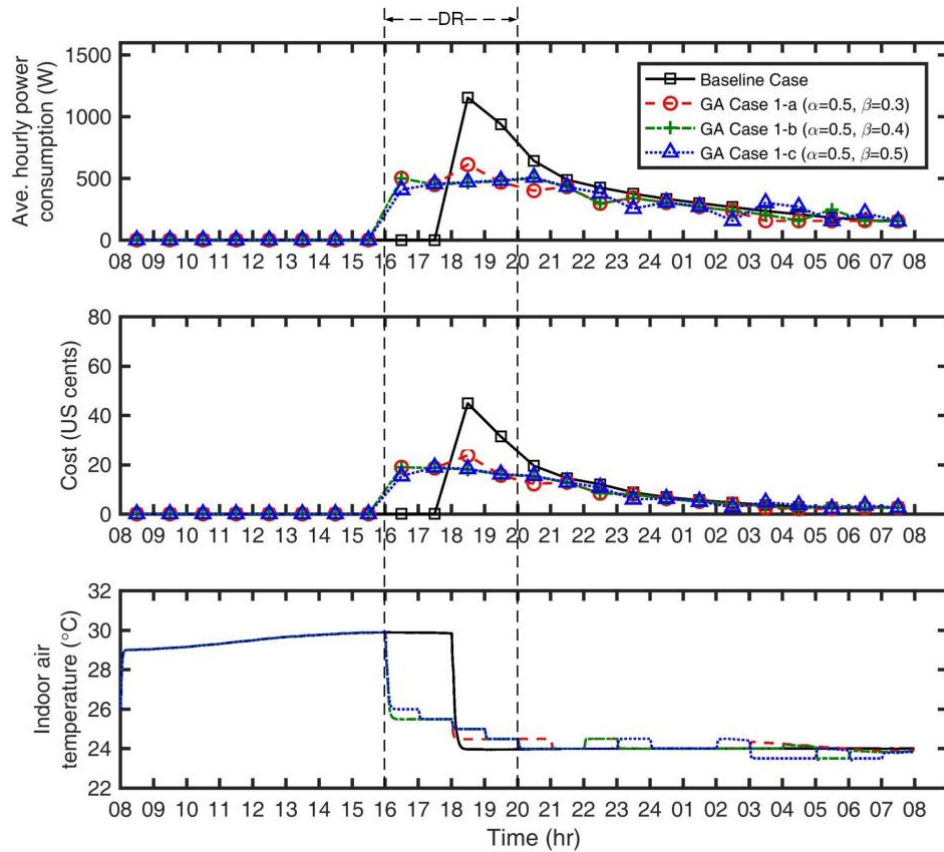 DR
Ave. hourly power
consumption (W)
1500
1000
500
0
Baseline Case
GA Case 1-a (α=0.5, β=0.3)
GA Case 1-b (α=0.5, β=0.4)
GA Case 1-c (α=0.5, β=0.5)
08 09 10 11 12 13 14 15 16 17 18 19 20 21 22 23 24 01 02 03 04 05 06 07 08
Cost (US cents)
80
60
40
20
0
08 09 10 11 12 13 14 15 16 17 18 19 20 21 22 23 24 01 02 03 04 05 06 07 08
Indoor air
temperature (°C)
32
30
28
26
24
22
08 09 10 11 12 13 14 15 16 17 18 19 20 21 22 23 24 01 02 03 04 05 06 07 08
Time (hr)